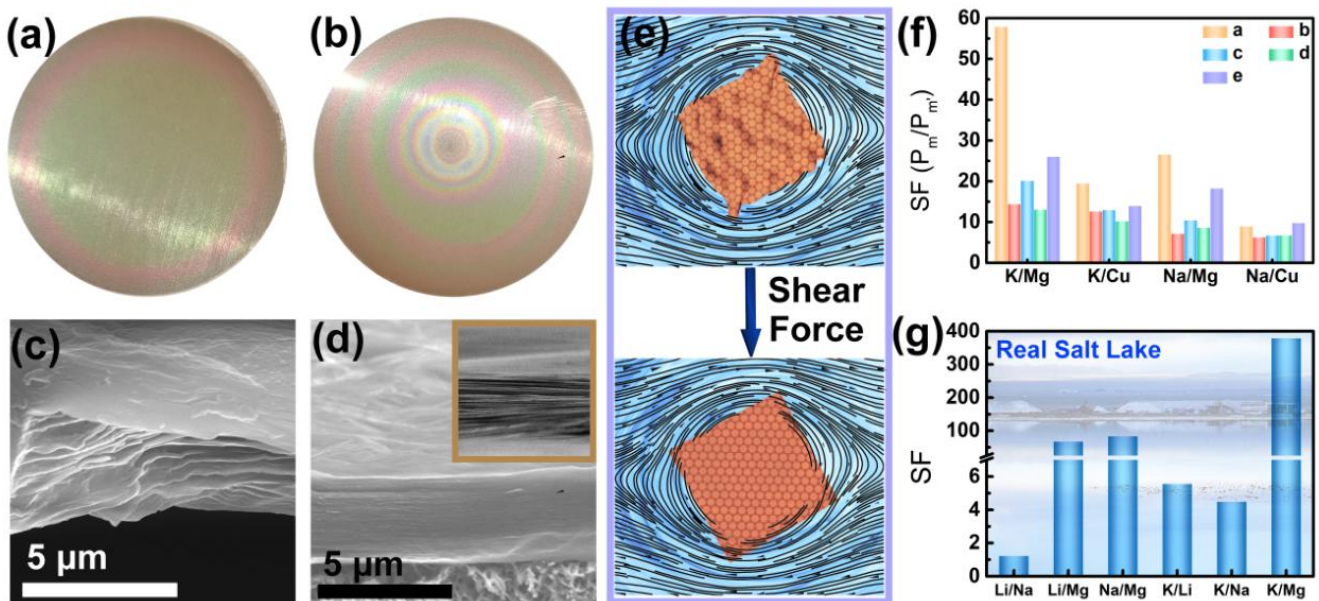 (a)
(b)
(c)
5 μm
(d)
5 μm
(e)
Shear
Force
(f)
SF (Pm/Pm')
60
50
40
30
20
10
0
a
b
c
d
e
K/Mg
K/Cu
Na/Mg
Na/Cu
(g)
Real Salt Lake
SF
400
300
200
100
6
4
2
0
Li/Na
Li/Mg
Na/Mg
K/Li
K/Na
K/Mg